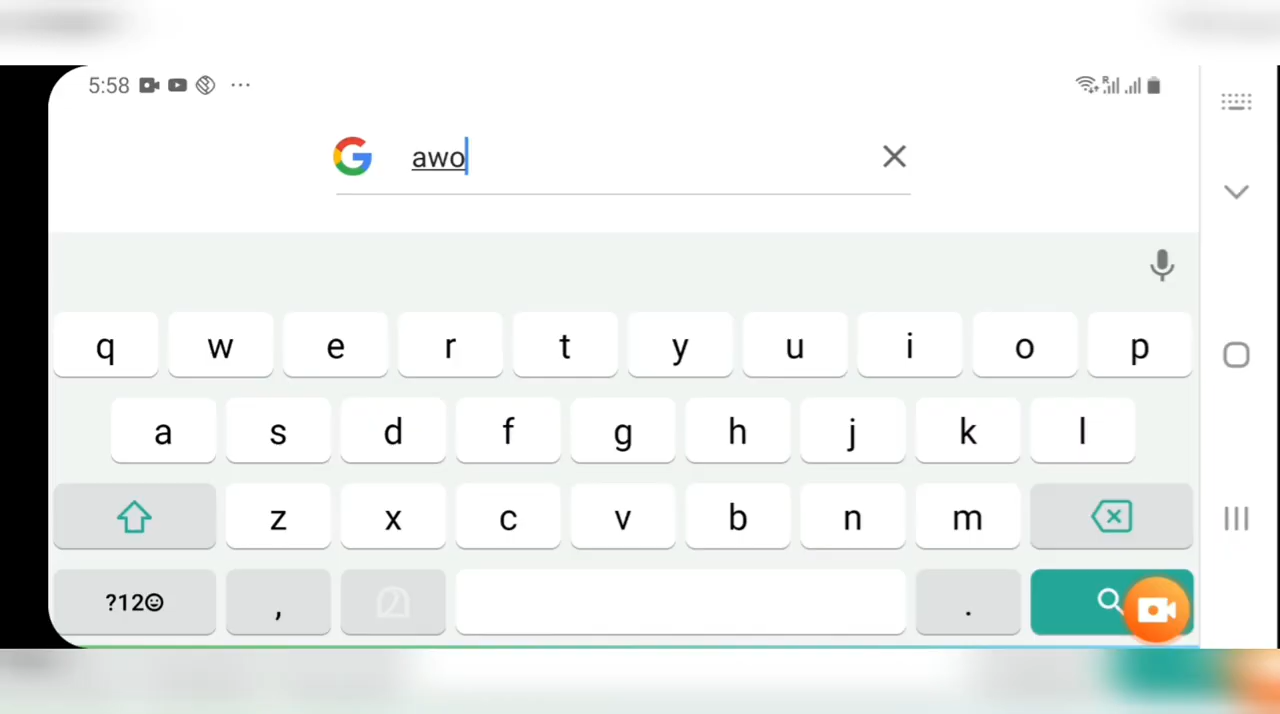 5:58
awo
q w e r t y u i o p
a s d f g h j k l
z x c v b n m
?12☺ , മ .